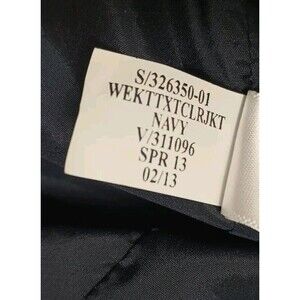 S/326350-01
WEKTTXTCLRJKT
NAVY
V/311096
SPR 13
02/13